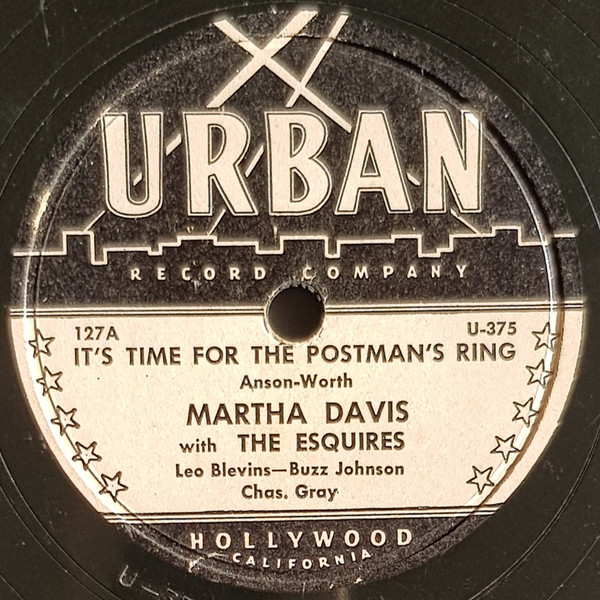 URBAN
RECORD COMPANY
127A U-375
IT'S TIME FOR THE POSTMAN'S RING
Anson-Worth
MARTHA DAVIS
with THE ESQUIRES
Leo Blevins—Buzz Johnson
Chas. Gray
HOLLYWOOD
CALIFORNIA